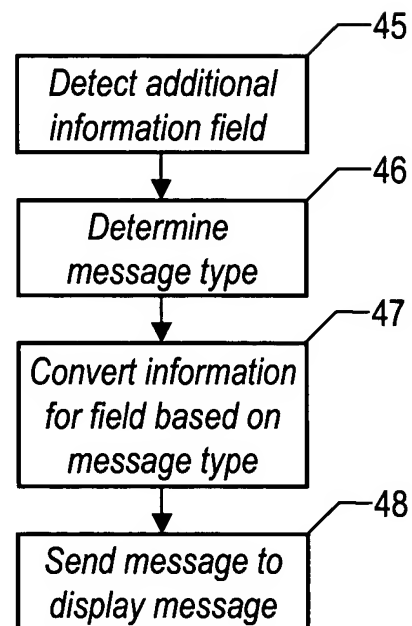 45
Detect additional
information field
46
Determine
message type
47
Convert information
for field based on
message type
48
Send message to
display message